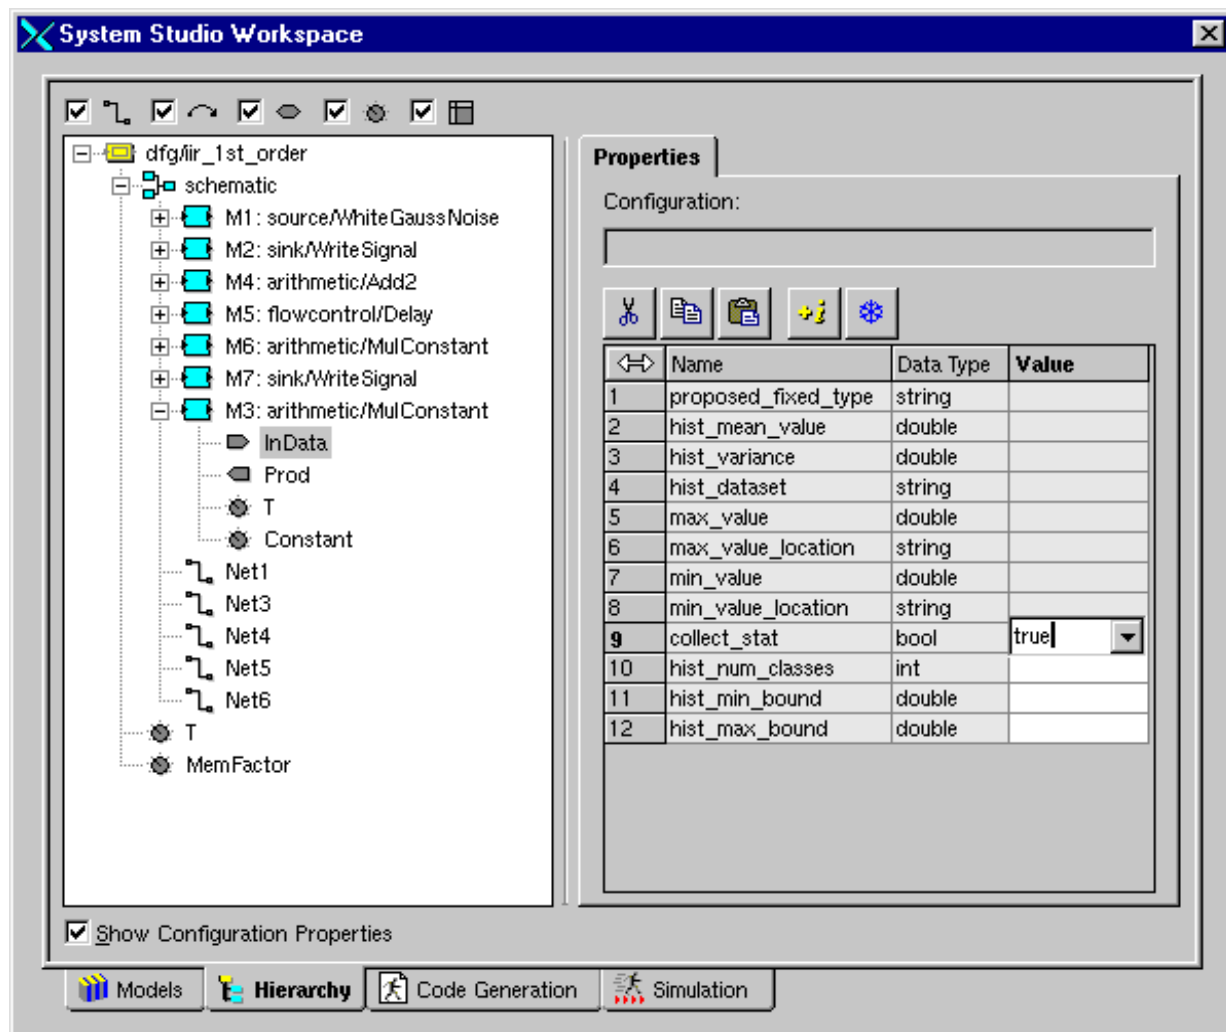 System Studio Workspace
dfg/iir_1st_order
schematic
M1: source/WhiteGaussNoise
M2: sink/WriteSignal
M4: arithmetic/Add2
M5: flowcontrol/Delay
M6: arithmetic/MulConstant
M7: sink/WriteSignal
M3: arithmetic/MulConstant
InData
Prod
T
Constant
Net1
Net3
Net4
Net5
Net6
T
MemFactor
Properties
Configuration:
Name Data Type Value
1 proposed_fixed_type string
2 hist_mean_value double
3 hist_variance double
4 hist_dataset string
5 max_value double
6 max_value_location string
7 min_value double
8 min_value_location string
9 collect_stat bool true
10 hist_num_classes int
11 hist_min_bound double
12 hist_max_bound double
Show Configuration Properties
Models Hierarchy Code Generation Simulation